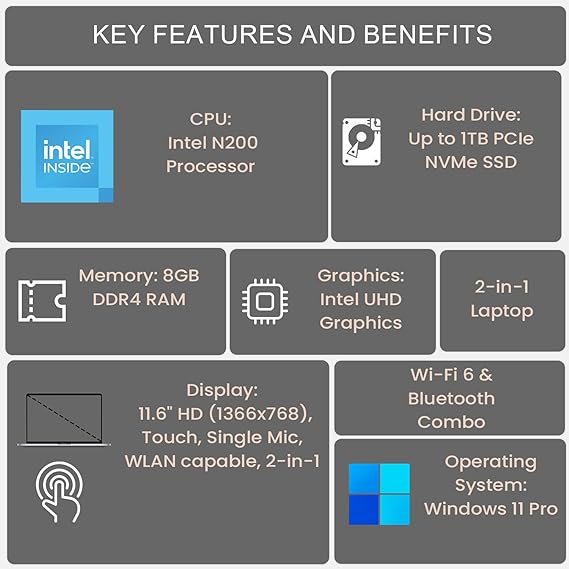 KEY FEATURES AND BENEFITS
intel
INSIDE
CPU:
Intel N200
Processor
Hard Drive:
Up to 1TB PCIe
NVMe SSD
Memory: 8GB
DDR4 RAM
Graphics:
Intel UHD
Graphics
2-in-1
Laptop
Display:
11.6" HD (1366x768),
Touch, Single Mic,
WLAN capable, 2-in-1
Wi-Fi 6 &
Bluetooth
Combo
Operating
System:
Windows 11 Pro